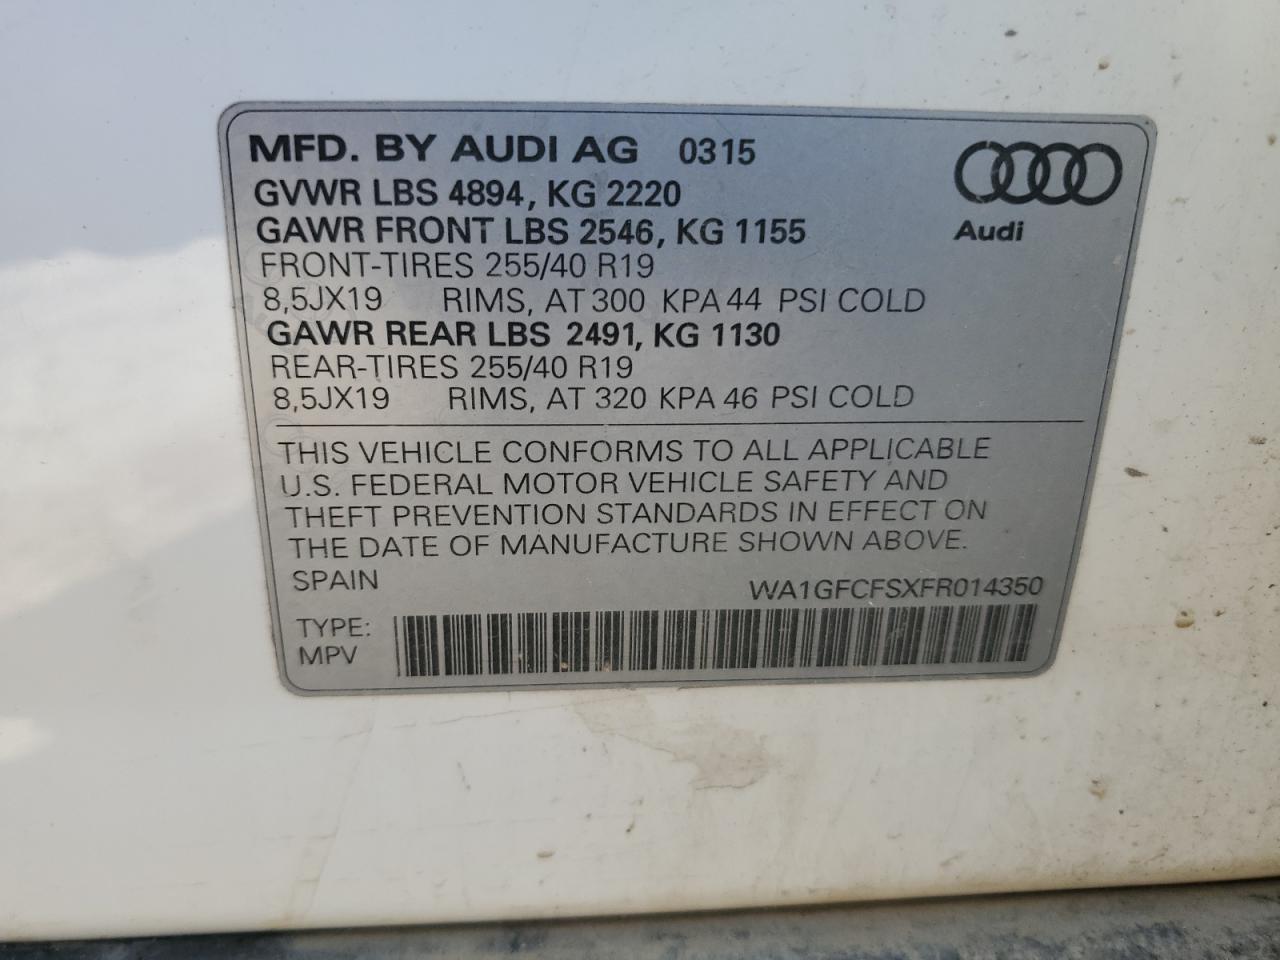 MFD. BY AUDI AG 0315
GVWR LBS 4894, KG 2220
GAWR FRONT LBS 2546, KG 1155
Audi
FRONT-TIRES 255/40 R19
8,5JX19 RIMS, AT 300 KPA 44 PSI COLD
GAWR REAR LBS 2491, KG 1130
REAR-TIRES 255/40 R19
8,5JX19 RIMS, AT 320 KPA 46 PSI COLD
THIS VEHICLE CONFORMS TO ALL APPLICABLE
U.S. FEDERAL MOTOR VEHICLE SAFETY AND
THEFT PREVENTION STANDARDS IN EFFECT ON
THE DATE OF MANUFACTURE SHOWN ABOVE.
SPAIN WA1GFCFSXFR014350
TYPE:
MPV